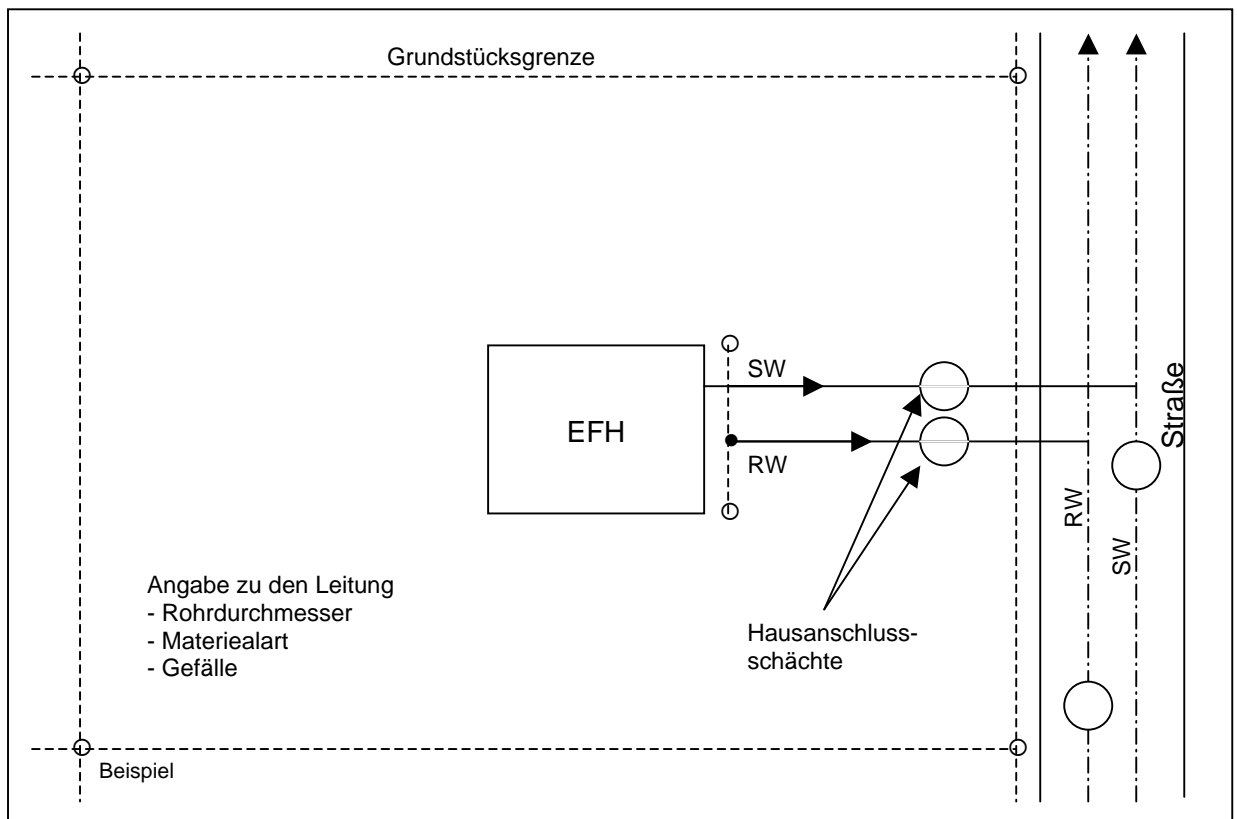 Grundstücksgrenze
SW
EFH
RW
Straße
RW
SW
Angabe zu den Leitung
- Rohrdurchmesser
- Materiealart
- Gefälle
Hausanschluss-
schächte
Beispiel